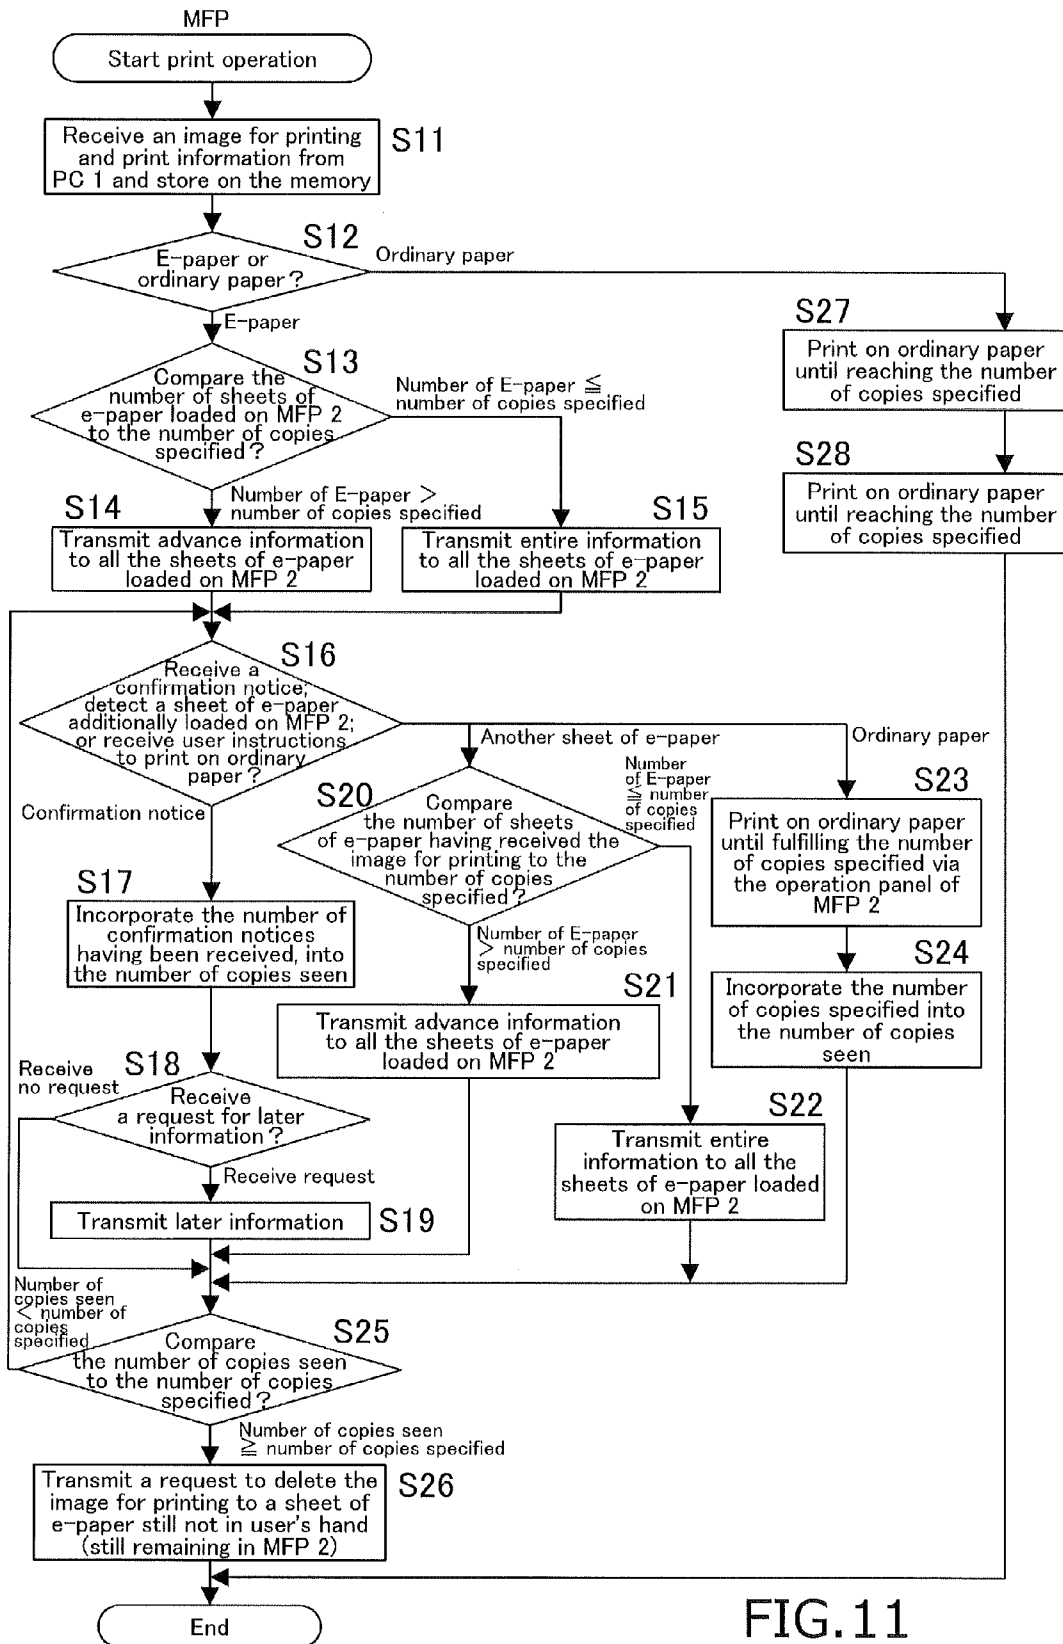 MFP
Start print operation
S11
Receive an image for printing
and print information from
PC 1 and store on the memory
S12
E-paper or
ordinary paper?
Ordinary paper
E-paper
S27
Print on ordinary paper
until reaching the number
of copies specified
S13
Compare the
number of sheets of
e-paper loaded on MFP 2
to the number of copies
specified?
Number of E-paper ≦
number of copies specified
S28
Print on ordinary paper
until reaching the number
of copies specified
Number of E-paper >
number of copies specified
S14
Transmit advance information
to all the sheets of e-paper
loaded on MFP 2
S15
Transmit entire information
to all the sheets of e-paper
loaded on MFP 2
S16
Receive a
confirmation notice;
detect a sheet of e-paper
additionally loaded on MFP 2;
or receive user instructions
to print on ordinary
paper?
Another sheet of e-paper
Ordinary paper
Confirmation notice
S20
Compare
the number of sheets
of e-paper having received the
image for printing to the
number of copies
specified?
Number
of E-paper
≦ number
of copies
specified
S23
Print on ordinary paper
until fulfilling the number
of copies specified via
the operation panel of
MFP 2
S17
Incorporate the number of
confirmation notices
having been received, into
the number of copies seen
Number of E-paper
> number of copies
specified
S24
Incorporate the number
of copies specified into
the number of copies
seen
S21
Transmit advance information
to all the sheets of e-paper
loaded on MFP 2
S18
Receive
no request
Receive
a request for later
information?
Receive request
S22
Transmit entire
information to all the
sheets of e-paper loaded
on MFP 2
Transmit later information
S19
Number of
copies seen
< number of
copies
specified
S25
Compare
the number of copies seen
to the number of copies
specified?
Number of copies seen
≧ number of copies specified
Transmit a request to delete the
image for printing to a sheet of
e-paper still not in user's hand
(still remaining in MFP 2)
S26
End
FIG.11